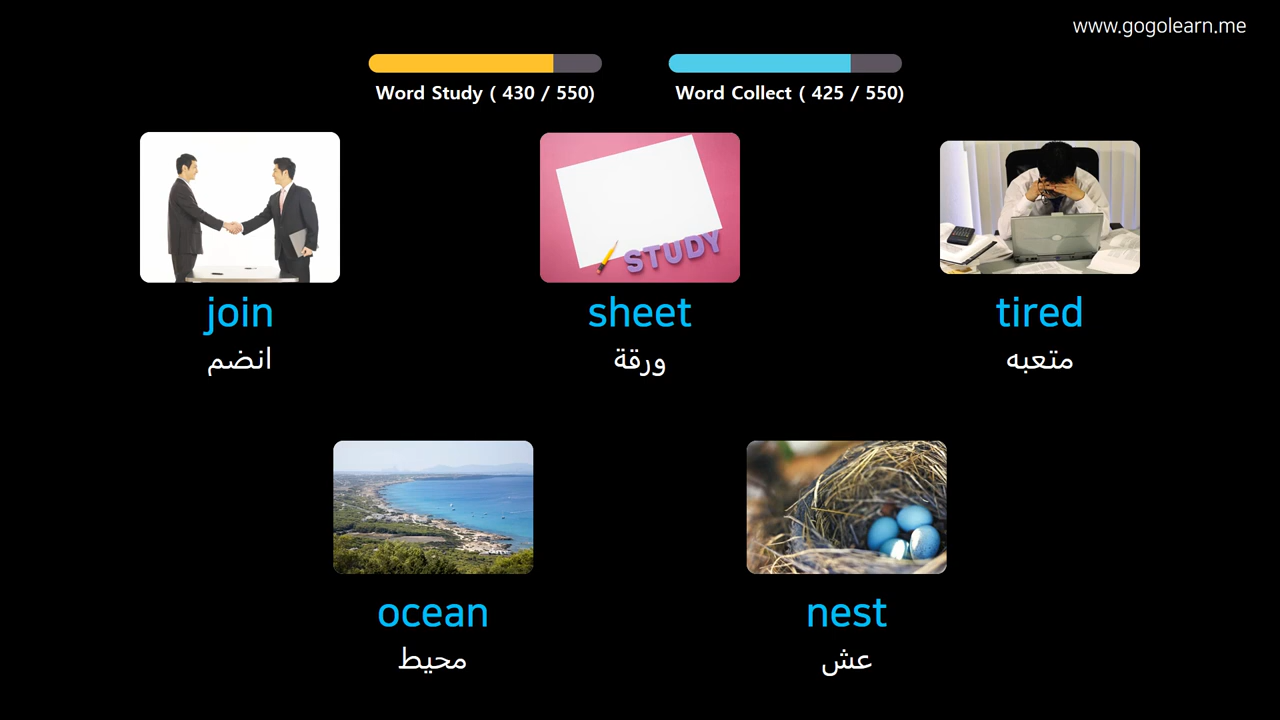 www.gogolearn.me
Word Study ( 430 / 550)
Word Collect ( 425 / 550)
STUDY
join
انضم
sheet
ورقة
tired
متعبه
ocean
محيط
nest
عش